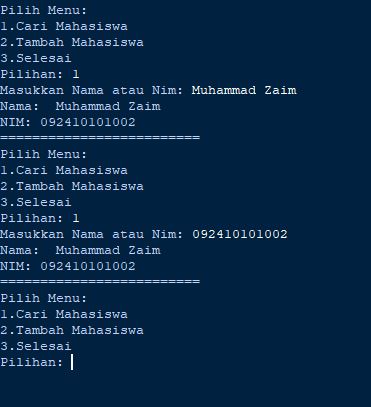 Pilih Menu:
1.Cari Mahasiswa
2.Tambah Mahasiswa
3.Selesai
Pilihan: 1
Masukkan Nama atau Nim: Muhammad Zaim
Nama:  Muhammad Zaim
NIM: 092410101002
=========================
Pilih Menu:
1.Cari Mahasiswa
2.Tambah Mahasiswa
3.Selesai
Pilihan: 1
Masukkan Nama atau Nim: 092410101002
Nama:  Muhammad Zaim
NIM: 092410101002
=========================
Pilih Menu:
1.Cari Mahasiswa
2.Tambah Mahasiswa
3.Selesai
Pilihan: